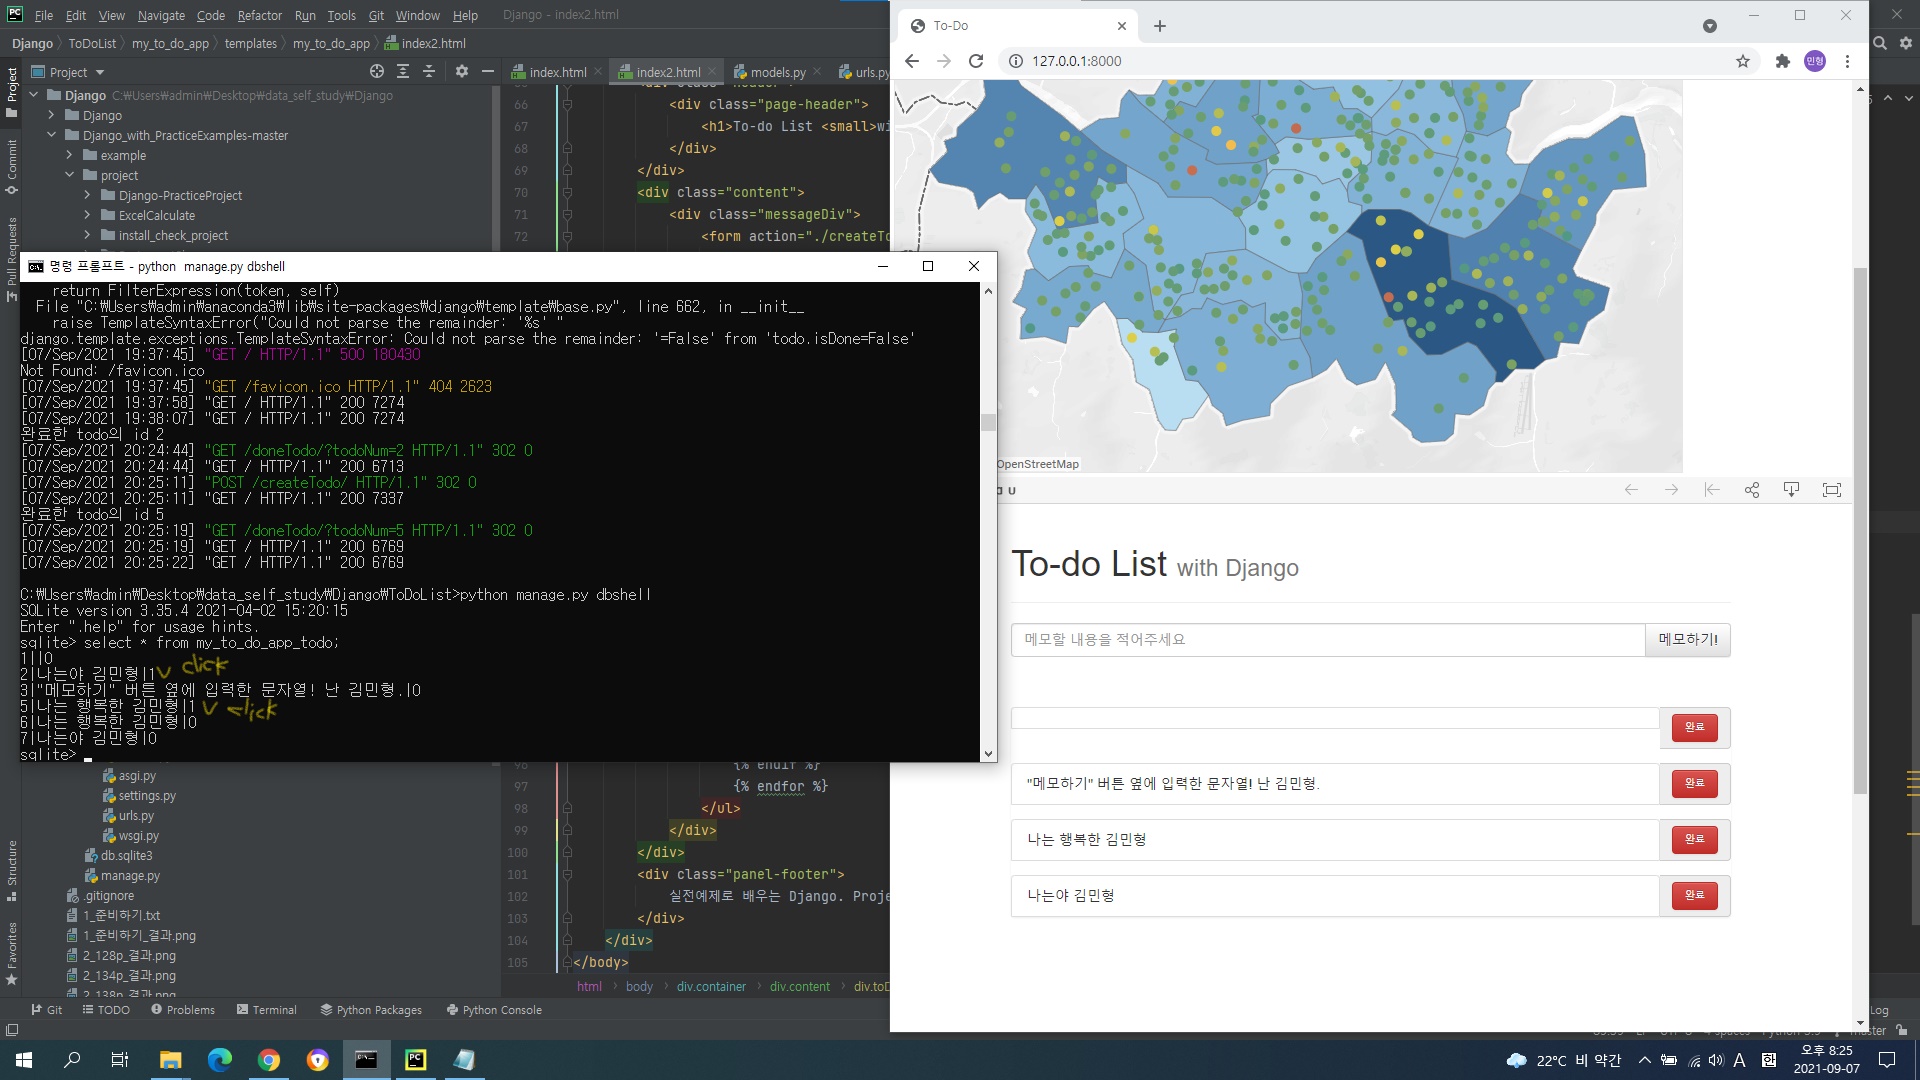 File Edit View Navigate Code Refactor Run Tools Git Window Help Django - index2.html
Django ToDoList my_to_do_app templates my_to_do_app index2.html
Project
index.html index2.html models.py urls.py
Django C:\Users\admin\Desktop\data_self_study\Django
Django
Django_with_PracticeExamples-master
example
project
Django-PracticeProject
ExcelCalculate
install_check_project
Project
Commit
Pull Requests
66 <div class="page-header">
67 <h1>To-do List <small>wi
68 </div>
69 </div>
70 <div class="content">
71 <div class="messageDiv">
72 <form action="./createTo
명령 프롬프트 - python manage.py dbshell
return FilterExpression(token, self)
File "C:\Users\admin\anaconda3\lib\site-packages\django\template\base.py", line 662, in __init__
raise TemplateSyntaxError("Could not parse the remainder: '%s' "
django.template.exceptions.TemplateSyntaxError: Could not parse the remainder: '=False' from 'todo.isDone=False'
[07/Sep/2021 19:37:45] "GET / HTTP/1.1" 500 180430
Not Found: /favicon.ico
[07/Sep/2021 19:37:45] "GET /favicon.ico HTTP/1.1" 404 2623
[07/Sep/2021 19:37:58] "GET / HTTP/1.1" 200 7274
[07/Sep/2021 19:38:07] "GET / HTTP/1.1" 200 7274
완료한 todo의 id 2
[07/Sep/2021 20:24:44] "GET /doneTodo/?todoNum=2 HTTP/1.1" 302 0
[07/Sep/2021 20:24:44] "GET / HTTP/1.1" 200 6713
[07/Sep/2021 20:25:11] "POST /createTodo/ HTTP/1.1" 302 0
[07/Sep/2021 20:25:11] "GET / HTTP/1.1" 200 7337
완료한 todo의 id 5
[07/Sep/2021 20:25:19] "GET /doneTodo/?todoNum=5 HTTP/1.1" 302 0
[07/Sep/2021 20:25:19] "GET / HTTP/1.1" 200 6769
[07/Sep/2021 20:25:22] "GET / HTTP/1.1" 200 6769
C:\Users\admin\Desktop\data_self_study\Django\ToDoList>python manage.py dbshell
SQLite version 3.35.4 2021-04-02 15:20:15
Enter ".help" for usage hints.
sqlite> select * from my_to_do_app_todo;
1||0
2|나는야 김민형|1 V click
3|"메모하기" 버튼 옆에 입력한 문자열! 난 김민형.|0
5|나는 행복한 김민형|1 V click
6|나는 행복한 김민형|0
7|나는야 김민형|0
sqlite>
asgi.py
settings.py
urls.py
wsgi.py
db.sqlite3
manage.py
.gitignore
1_준비하기.txt
1_준비하기_결과.png
2_128p_결과.png
2_134p_결과.png
2_138p_결과.png
Structure
Favorites
96 {% endif %}
97 {% endfor %}
98 </ul>
99 </div>
100 </div>
101 <div class="panel-footer">
102 실전예제로 배우는 Django. Proje
103 </div>
104 </div>
105 </body>
html body div.container div.content div.toD
Git TODO Problems Terminal Python Packages Python Console
To-Do
127.0.0.1:8000
민형
OpenStreetMap
To-do List with Django
메모할 내용을 적어주세요 메모하기!
완료
"메모하기" 버튼 옆에 입력한 문자열! 난 김민형. 완료
나는 행복한 김민형 완료
나는야 김민형 완료
Log
master
22°C 비 약간 A 한 오후 8:25
2021-09-07